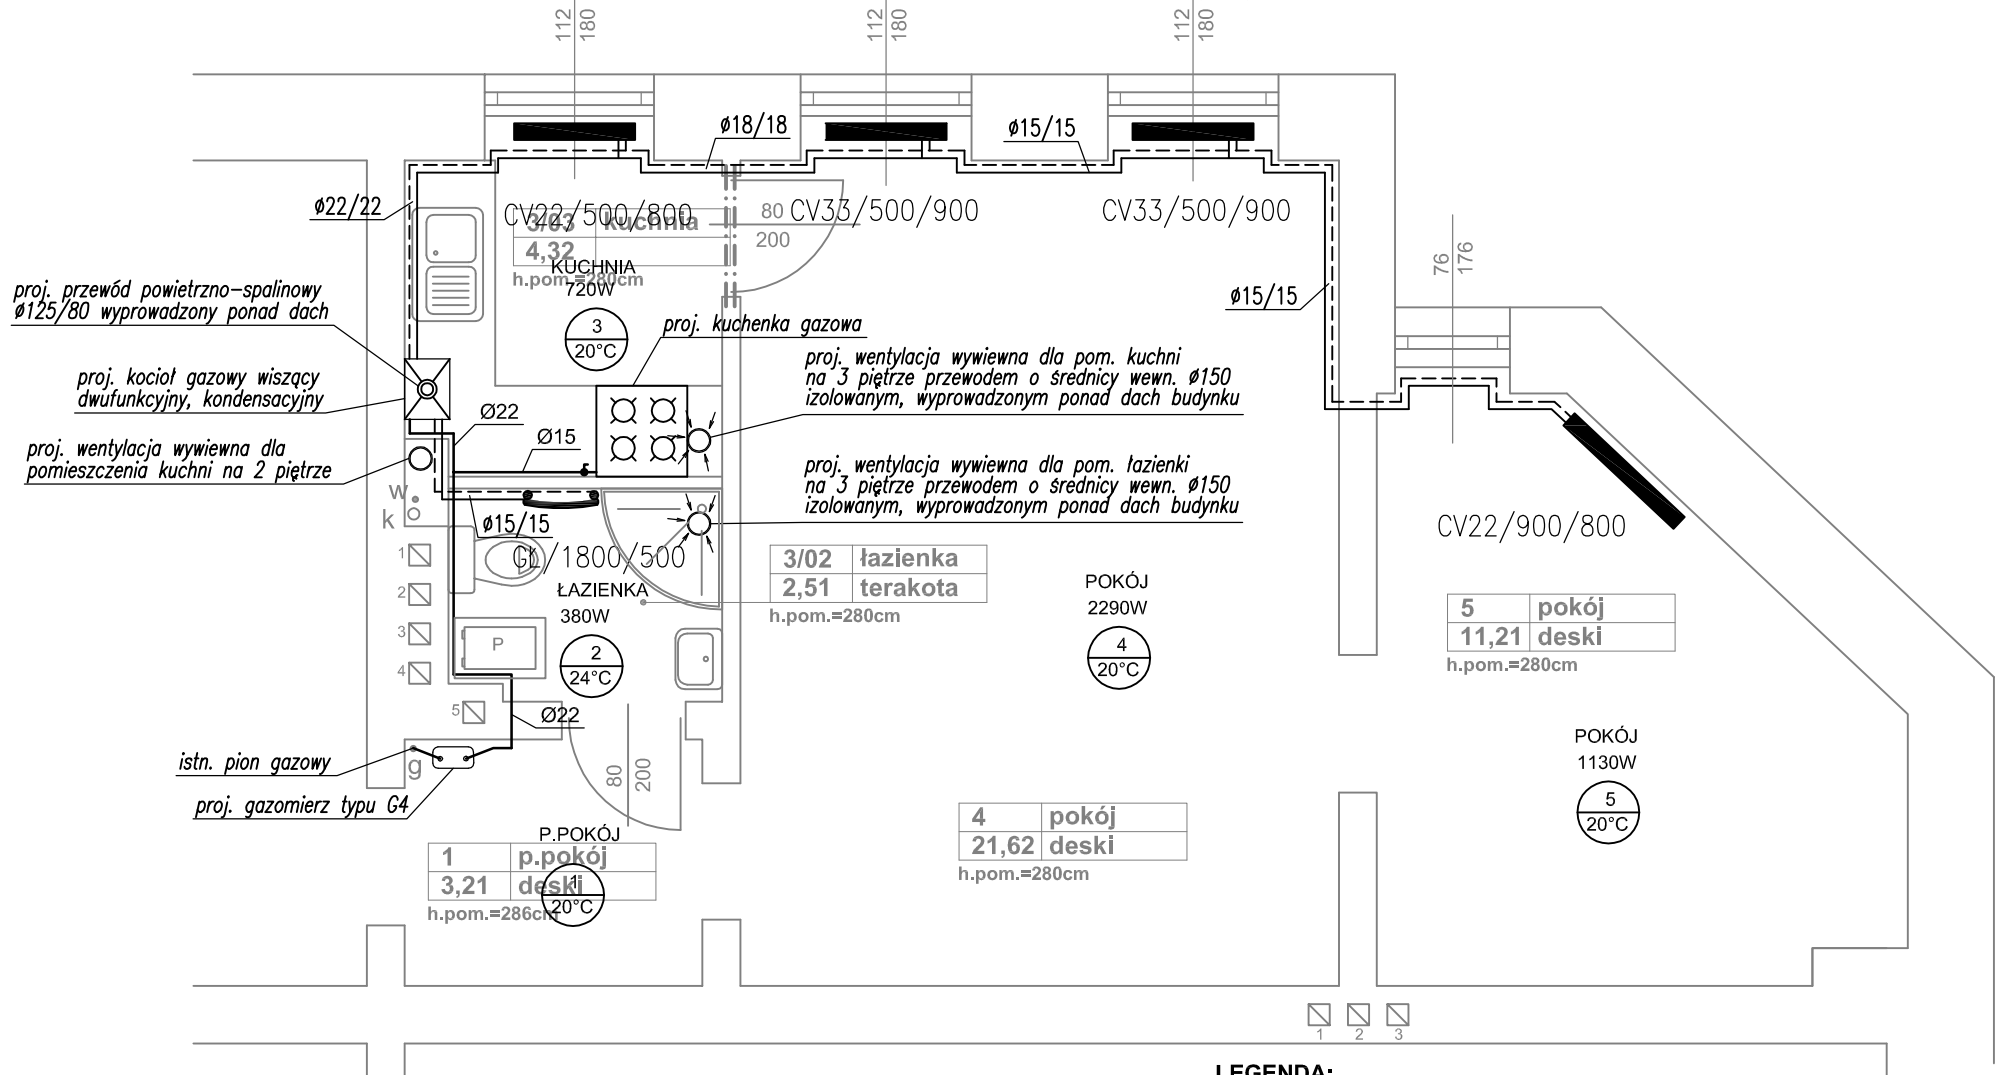 112
180
112
180
112
180
ø18/18
ø15/15
ø22/22
CV22/500/800
3/03 kuchnia
4,32
h.pom.=280cm
KUCHNIA
720W
3
20°C
80
200
CV33/500/900
CV33/500/900
76
176
ø15/15
proj. przewód powietrzno-spalinowy
ø125/80 wyprowadzony ponad dach
proj. kuchenka gazowa
proj. kocioł gazowy wiszący
dwufunkcyjny, kondensacyjny
proj. wentylacja wywiewna dla pom. kuchni
na 3 piętrze przewodem o średnicy wewn. ø150
izolowanym, wyprowadzonym ponad dach budynku
Ø22
Ø15
proj. wentylacja wywiewna dla
pomieszczenia kuchni na 2 piętrze
proj. wentylacja wywiewna dla pom. łazienki
na 3 piętrze przewodem o średnicy wewn. ø150
izolowanym, wyprowadzonym ponad dach budynku
w
k
ø15/15
GŁ/1800/500
CV22/900/800
1
2
3
4
5
ŁAZIENKA
380W
2
24°C
P
3/02 łazienka
2,51 terakota
h.pom.=280cm
POKÓJ
2290W
4
20°C
5 pokój
11,21 deski
h.pom.=280cm
Ø22
80
200
istn. pion gazowy
g
proj. gazomierz typu G4
POKÓJ
1130W
5
20°C
4 pokój
21,62 deski
h.pom.=280cm
P.POKÓJ
1 p.pokój
3,21 deski
h.pom.=286cm
1
20°C
1
2
3
LEGENDA: